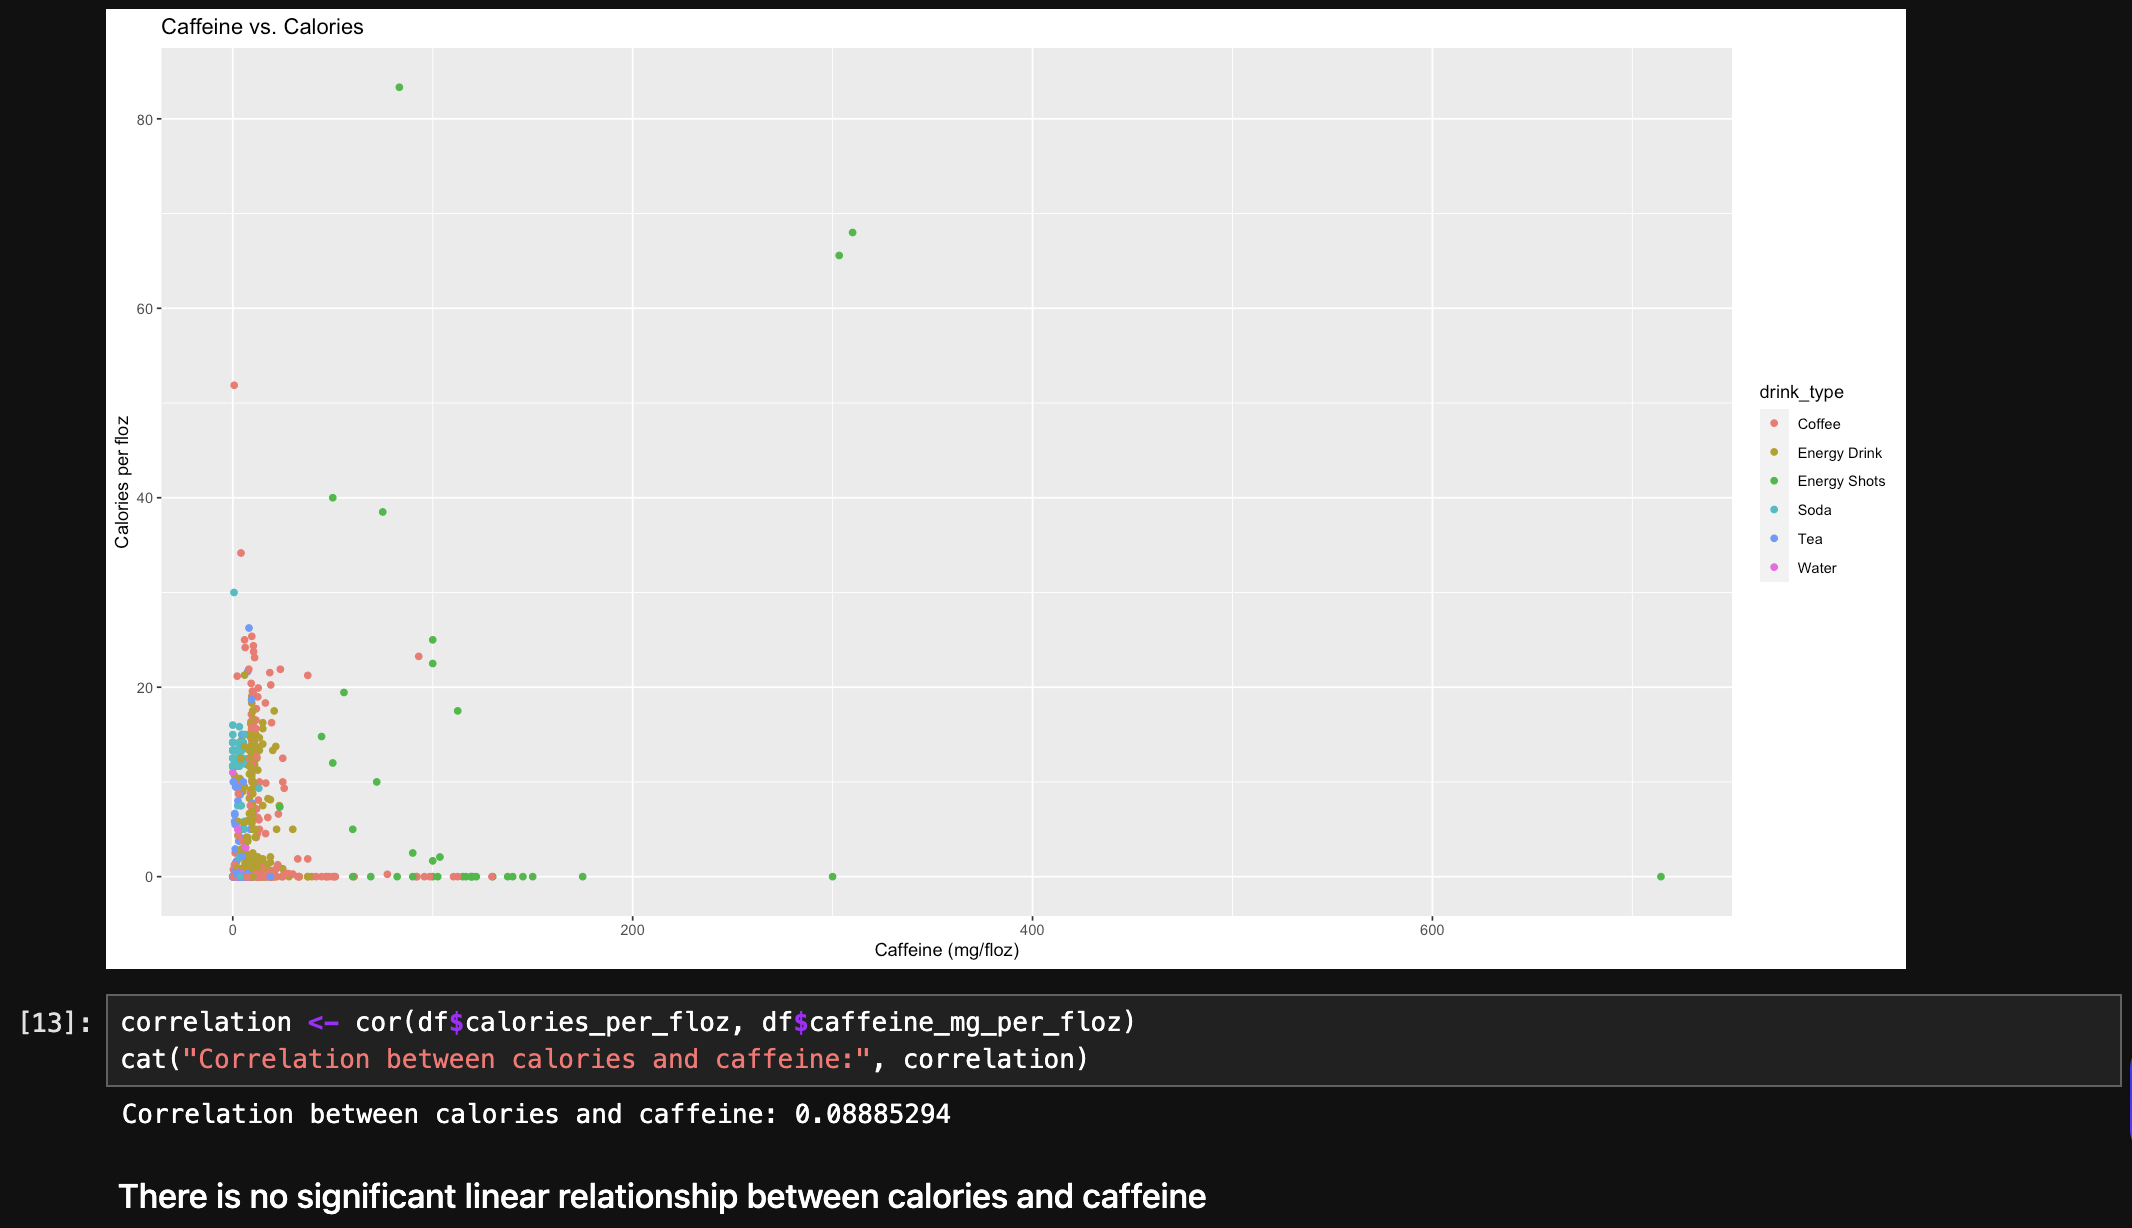 Caffeine vs. Calories
80
60
40
20
0
Calories per floz
0 200 400 600
Caffeine (mg/floz)
drink_type
Coffee
Energy Drink
Energy Shots
Soda
Tea
Water
[13]: correlation <- cor(df$calories_per_floz, df$caffeine_mg_per_floz)
cat("Correlation between calories and caffeine:", correlation)
Correlation between calories and caffeine: 0.08885294
There is no significant linear relationship between calories and caffeine